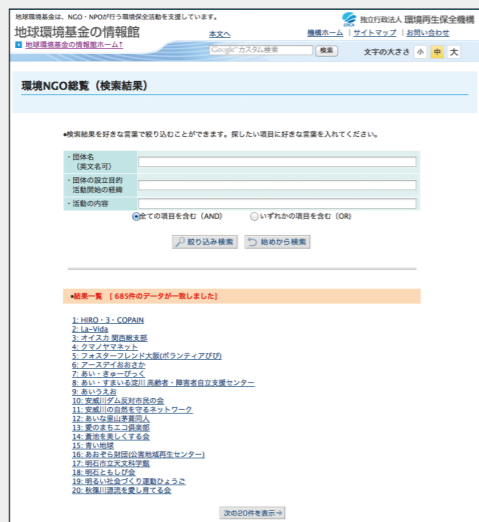 地球環境基金は、NGO・NPOが行う環境保全活動を支援しています。
独立行政法人 環境再生保全機構
地球環境基金の情報館
本文へ
機構ホーム | サイトマップ | お問い合わせ
地球環境基金の情報館ホーム↑
Google カスタム検索
検索
文字の大きさ 小 中 大
環境NGO総覧（検索結果）
●検索結果を好きな言葉で絞り込むことができます。探したい項目に好きな言葉を入れてください。
・団体名
（英文名可）
・団体の設立目的
活動開始の経緯
・活動の内容
全ての項目を含む（AND） いずれかの項目を含む（OR）
絞り込み検索 始めから検索
●結果一覧 [ 685件のデータが一致しました]
1: HIRO・3・COPAIN
2: La-Vida
3: オイスカ 関西総支部
4: クマノヤマネット
5: フォスターフレンド大阪(ボランティアびび)
6: アースデイおおさか
7: あい・きゅーぴっく
8: あい・すまいる淀川 高齢者・障害者自立支援センター
9: あいうえお
10: 安威川ダム反対市民の会
11: 安威川の自然を守るネットワーク
12: あいな里山茅葺同人
13: 愛のまちエコ倶楽部
14: 蒼池を美しくする会
15: 青い地球
16: あおぞら財団(公害地域再生センター)
17: 明石市立天文科学館
18: 明石ともしび会
19: 明るい社会づくり運動ひょうご
20: 秋篠川源流を愛し育てる会
次の20件を表示⇒